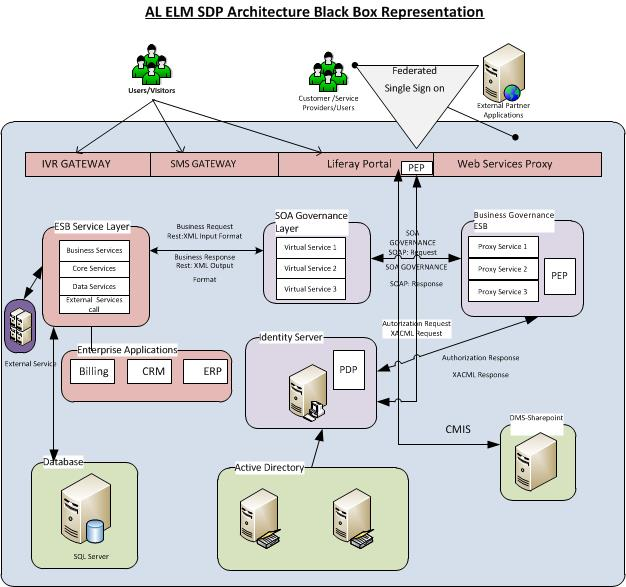 AL ELM SDP Architecture Black Box Representation
Users/Visitors
Customer /Service
Providers/Users
Federated
Single Sign on
External Partner
Applications
IVR GATEWAY
SMS GATEWAY
Liferay Portal
PEP
Web Services Proxy
ESB Service Layer
Business Services
Core Services
Data Services
External Services
call
Business Request
Rest:XML Input Format
Business Response
Rest: XML Output
Format
SOA Governance
Layer
Virtual Service 1
Virtual Service 2
Virtual Service 3
SOA
GOVERNANCE
SOAP: Request
SOA GOVERNANCE
SOAP: Response
Business Governance
ESB
Proxy Service 1
Proxy Service 2
Proxy Service 3
PEP
External Service
Enterprise Applications
Billing
CRM
ERP
Identity Server
PDP
Autorization Request
XACML Request
Authorization Response
XACML Response
CMIS
DMS-Sharepoint
Database
SQL Server
Active Directory